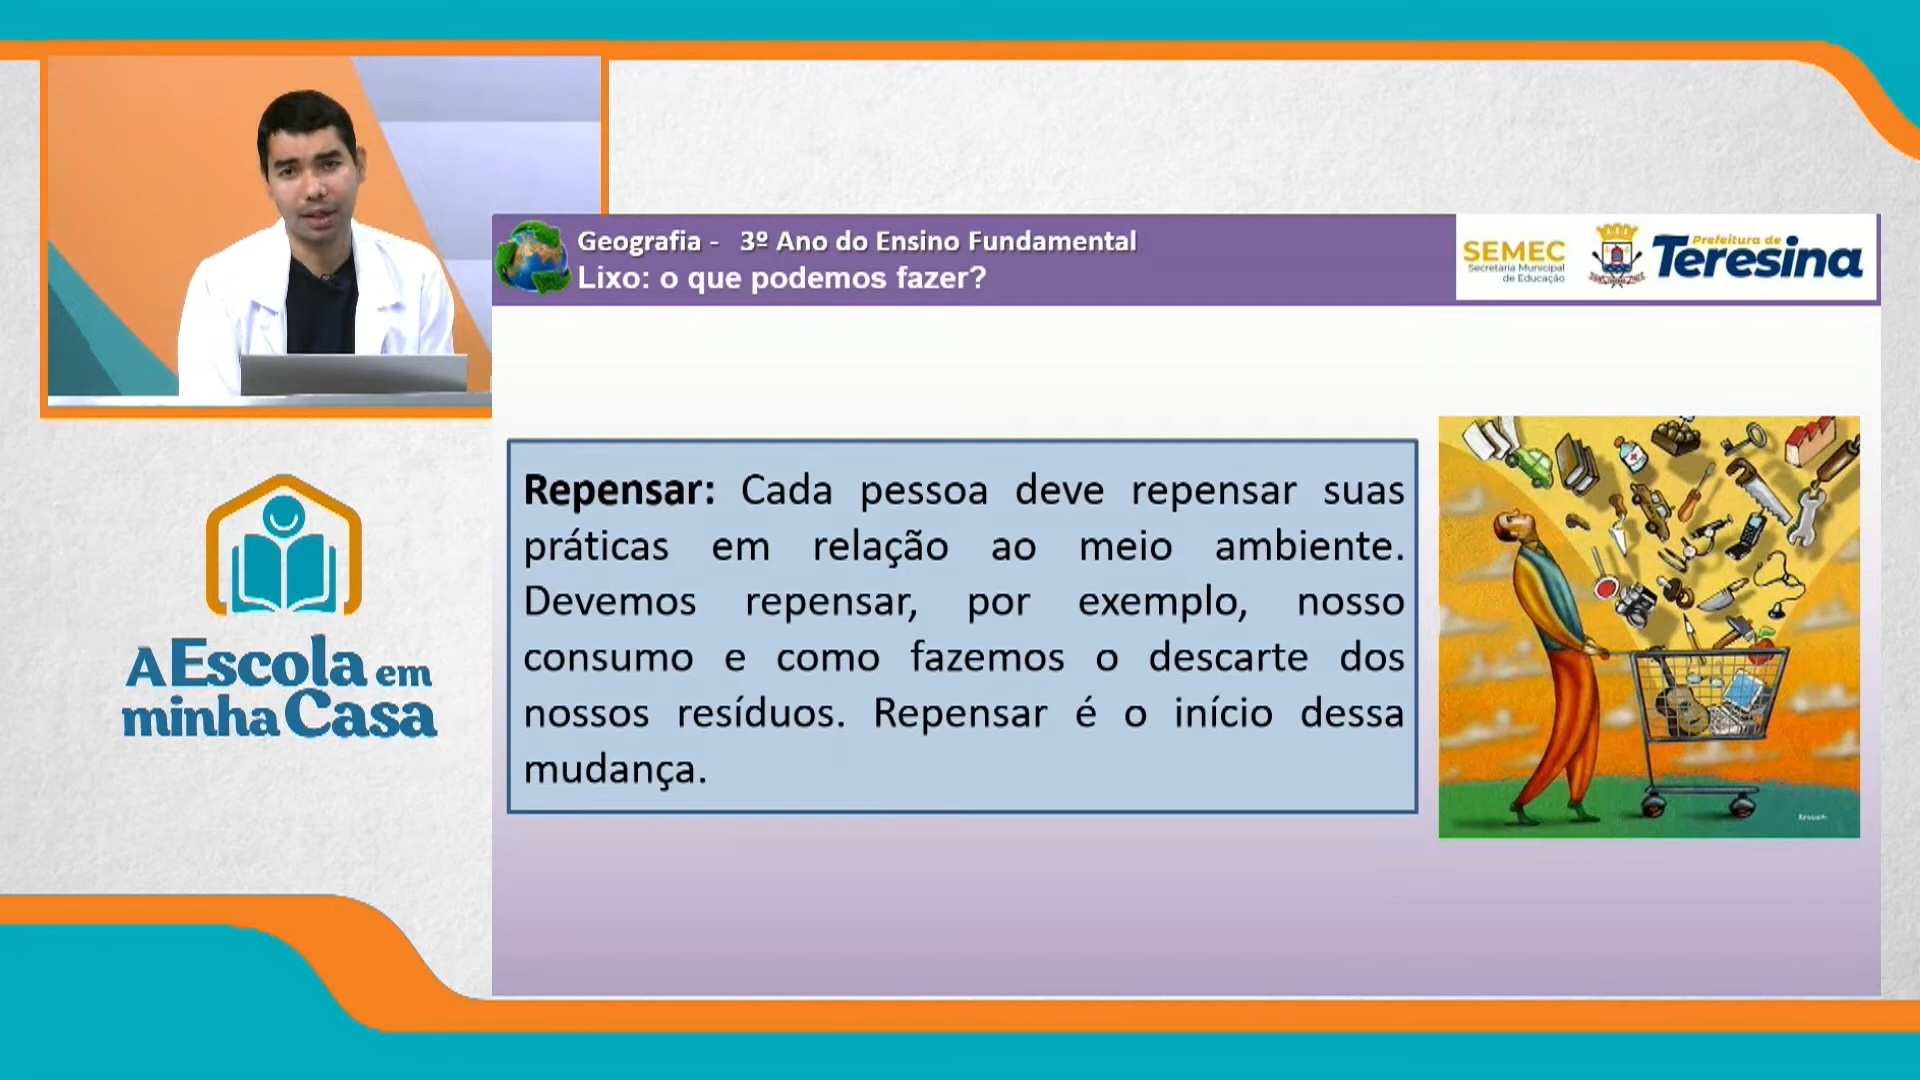 Geografia - 3º Ano do Ensino Fundamental
Lixo: o que podemos fazer?
SEMEC
Secretaria Municipal
de Educação
Prefeitura de
Teresina
Repensar: Cada pessoa deve repensar suas
práticas em relação ao meio ambiente.
Devemos repensar, por exemplo, nosso
consumo e como fazemos o descarte dos
nossos resíduos. Repensar é o início dessa
mudança.
A Escola em
minha Casa